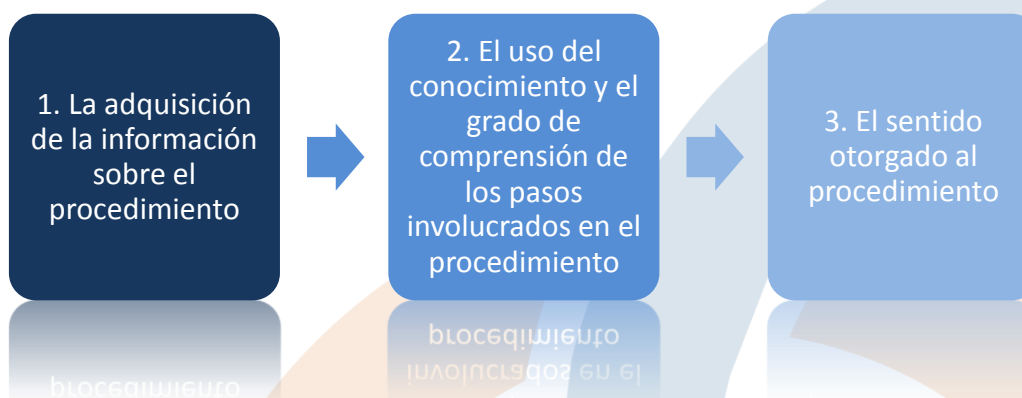 1. La adquisición
de la información
sobre el
procedimiento
2. El uso del
conocimiento y el
grado de
comprensión de
los pasos
involucrados en el
procedimiento
3. El sentido
otorgado al
procedimiento